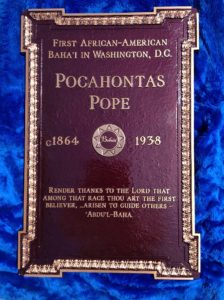 First African-American
Baha'i in Washington, D.C.
Pocahontas
Pope
c1864
1938
Bahá'í
Render thanks to the Lord that
among that race thou art the first
believer, ...arisen to guide others –
'Abdu'l-Baha